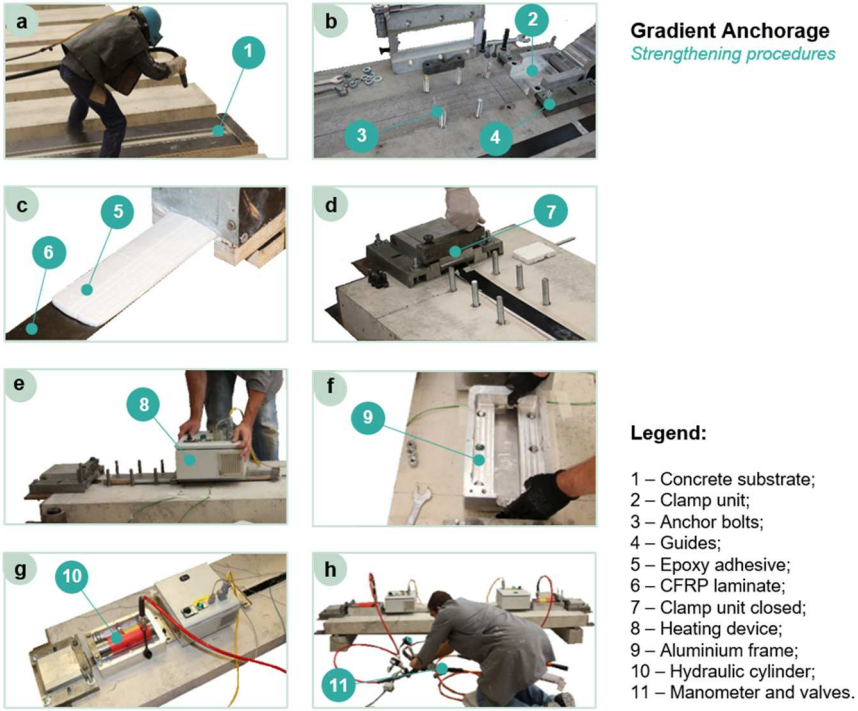 a
1
b
2
3
4
Gradient Anchorage
Strengthening procedures
c
5
6
d
7
e
8
f
9
g
10
h
11
Legend:
1 – Concrete substrate;
2 – Clamp unit;
3 – Anchor bolts;
4 – Guides;
5 – Epoxy adhesive;
6 – CFRP laminate;
7 – Clamp unit closed;
8 – Heating device;
9 – Aluminium frame;
10 – Hydraulic cylinder;
11 – Manometer and valves.